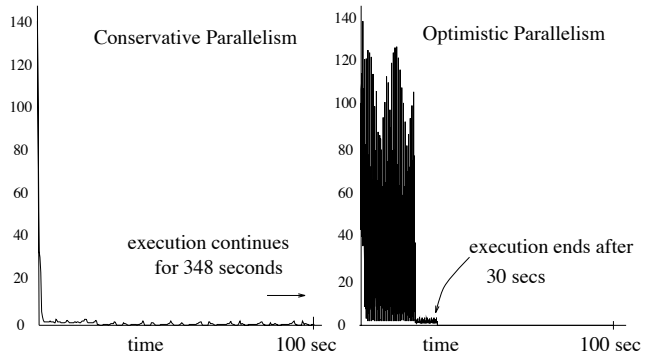 Conservative Parallelism
140
120
100
80
60
40
20
0
execution continues
for 348 seconds
time
100 sec
Optimistic Parallelism
140
120
100
80
60
40
20
0
execution ends after
30 secs
time
100 sec